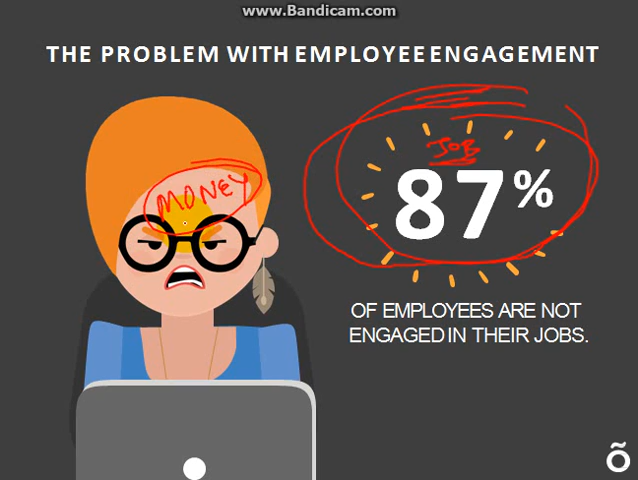 www.Bandicam.com
THE PROBLEM WITH EMPLOYEE ENGAGEMENT
MONEY
JOB
87%
OF EMPLOYEES ARE NOT
ENGAGED IN THEIR JOBS.
õ